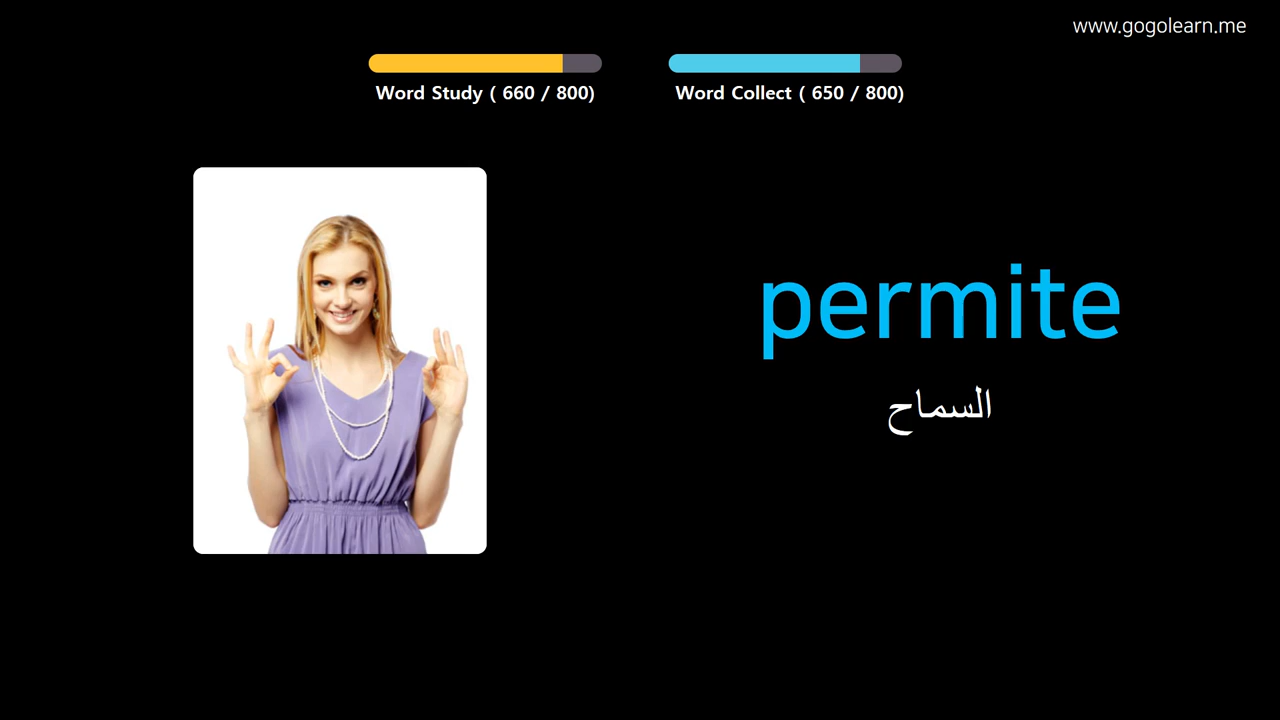 www.gogolearn.me
Word Study ( 660 / 800)
Word Collect ( 650 / 800)
permite
السماح